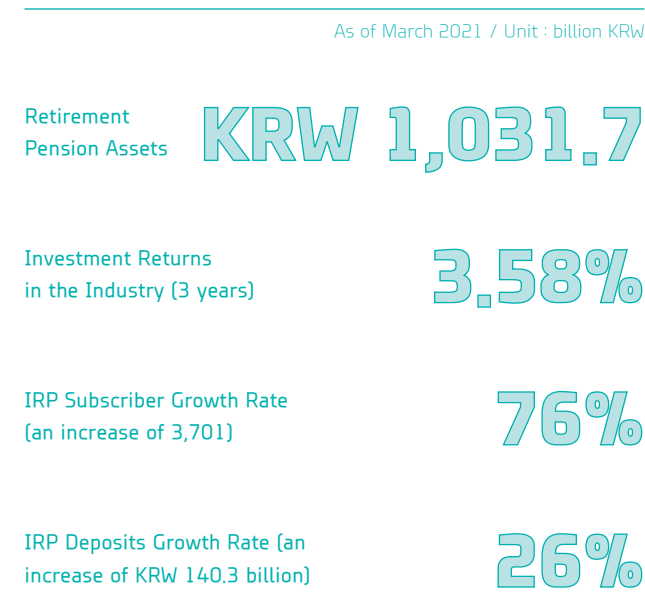 As of March 2021 / Unit : billion KRW
Retirement
Pension Assets
KRW 1,031.7
Investment Returns
in the Industry (3 years)
3.58%
IRP Subscriber Growth Rate
(an increase of 3,701)
76%
IRP Deposits Growth Rate (an
increase of KRW 140.3 billion)
26%